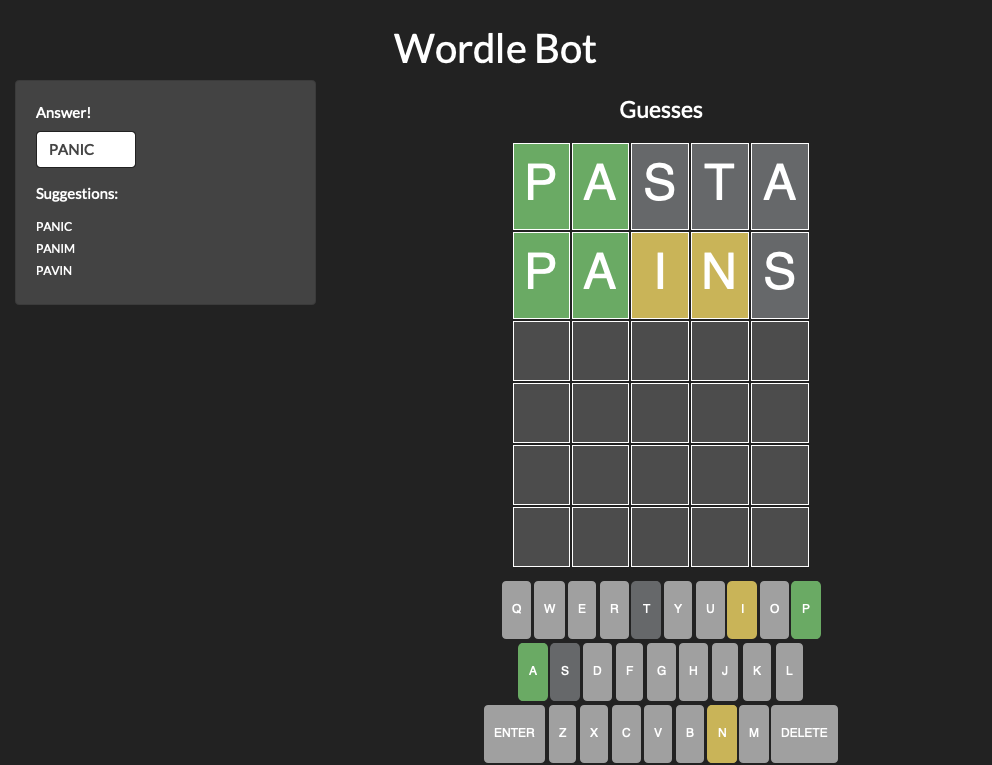 Wordle Bot
Answer!
PANIC
Suggestions:
PANIC
PANIM
PAVIN
Guesses
P A S T A
P A I N S
Q W E R T Y U I O P
A S D F G H J K L
ENTER Z X C V B N M DELETE